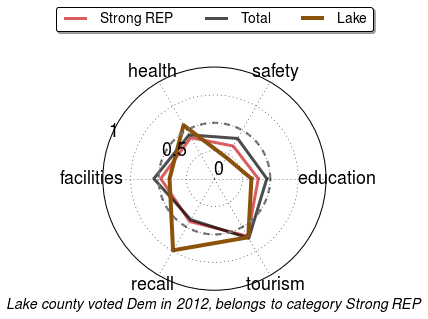 Strong REP Total Lake
health safety
1
0.5
0
facilities education
recall tourism
Lake county voted Dem in 2012, belongs to category Strong REP